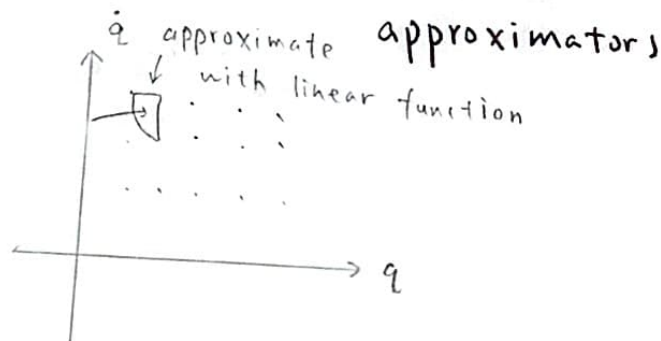 q̇ approximate approximators
with linear function
q